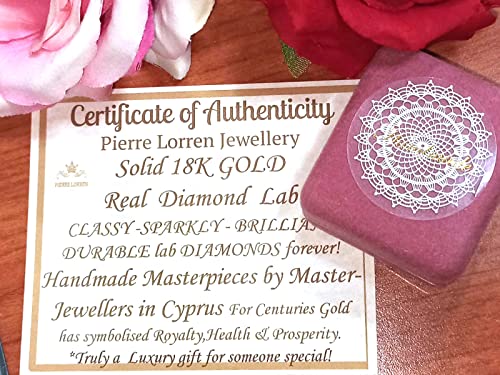 Certificate of Authenticity
Pierre Lorren Jewellery
Solid 18K GOLD
PIERRE LORREN
Real Diamond Lab
CLASSY-SPARKLY-BRILLIA
DURABLE lab DIAMONDS forever!
Handmade Masterpieces by Master-
Jewellers in Cyprus For Centuries Gold
has symbolised Royalty,Health & Prosperity.
*Truly a Luxury gift for someone special!